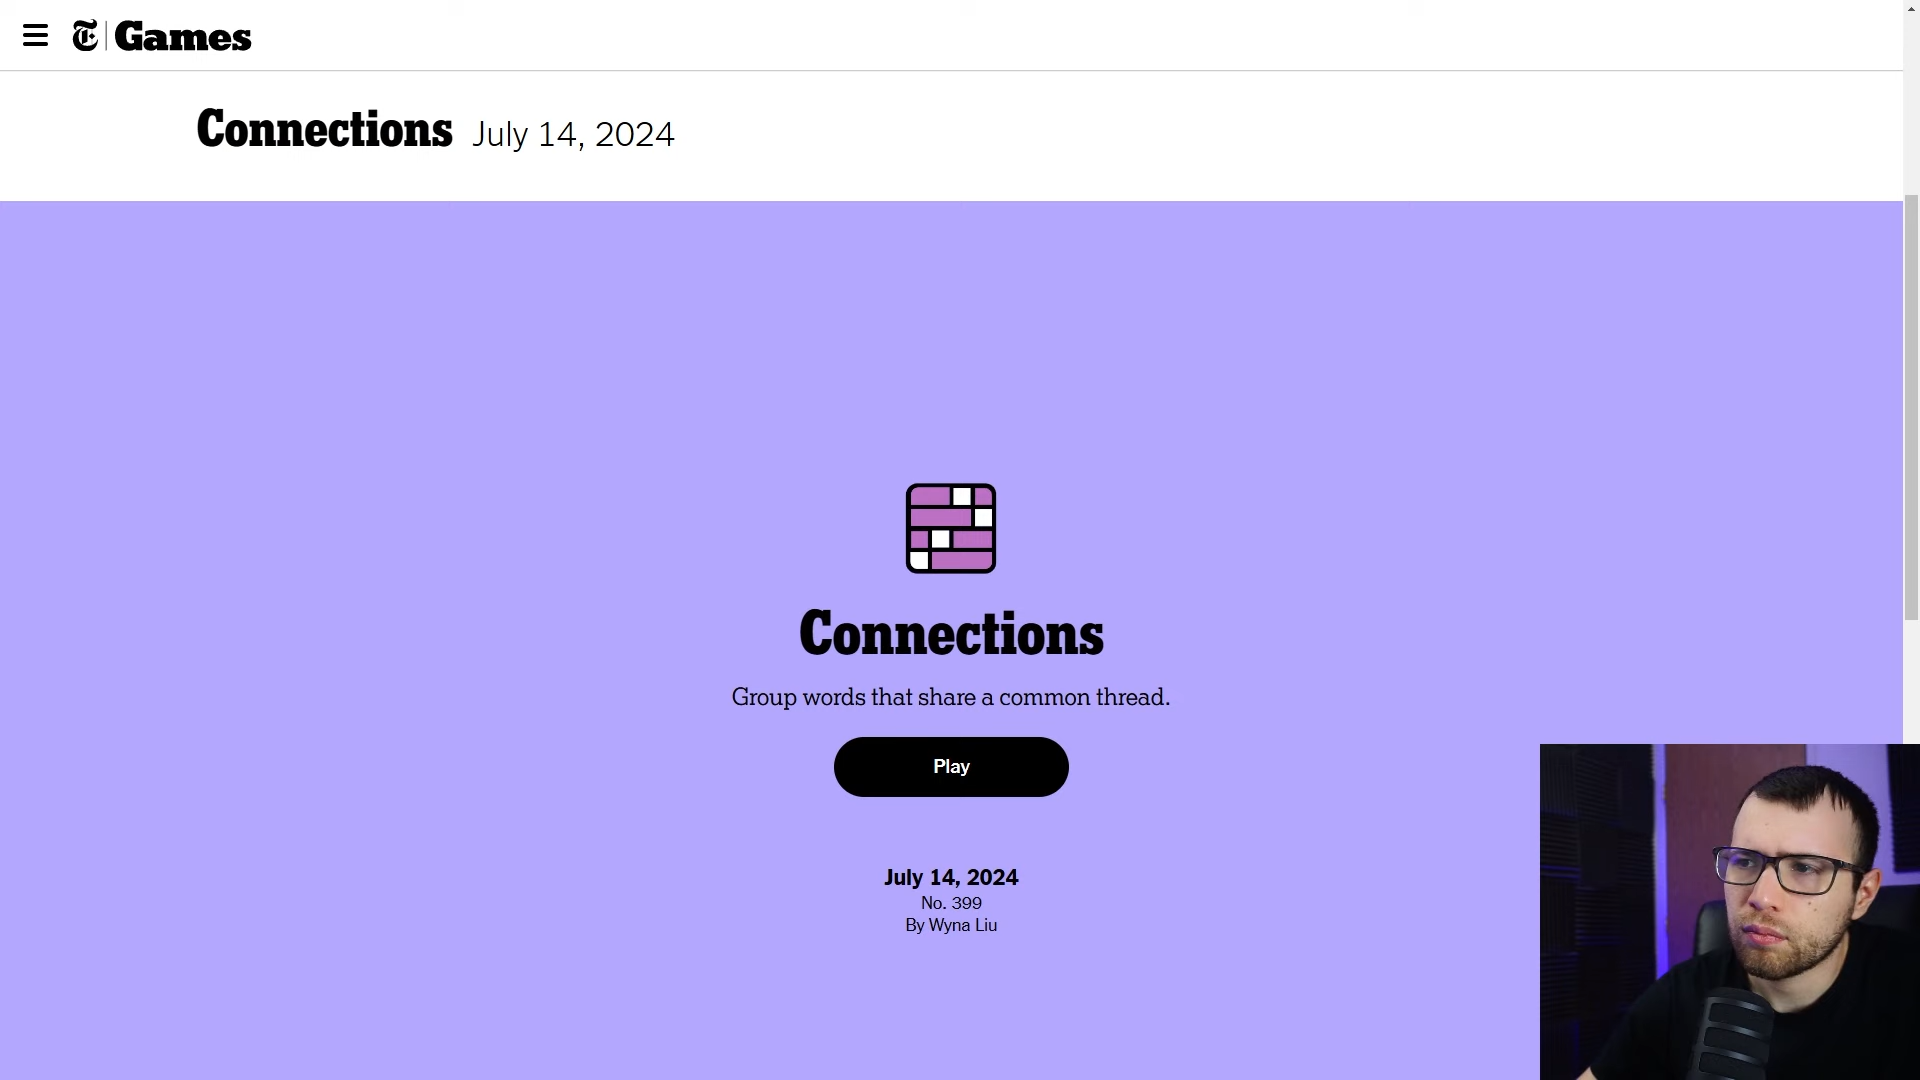 T Games
Connections July 14, 2024
Connections
Group words that share a common thread.
Play
July 14, 2024
No. 399
By Wyna Liu